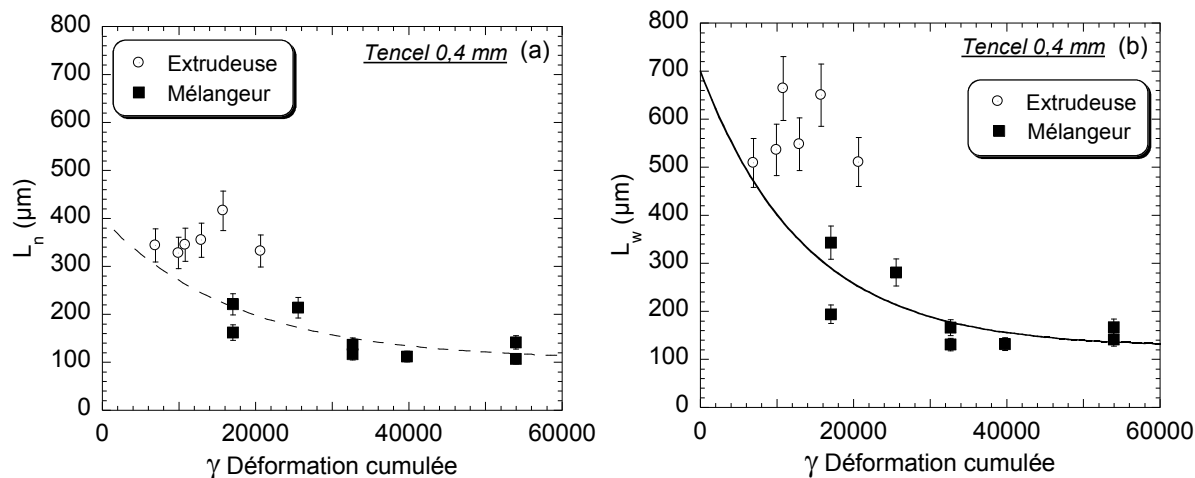 800
700
600
500
400
300
200
100
0
L_n (μm)
Extrudeuse
Mélangeur
Tencel 0,4 mm (a)
0 20000 40000 60000
γ Déformation cumulée
800
700
600
500
400
300
200
100
0
L_w (μm)
Tencel 0,4 mm (b)
Extrudeuse
Mélangeur
0 20000 40000 60000
γ Déformation cumulée